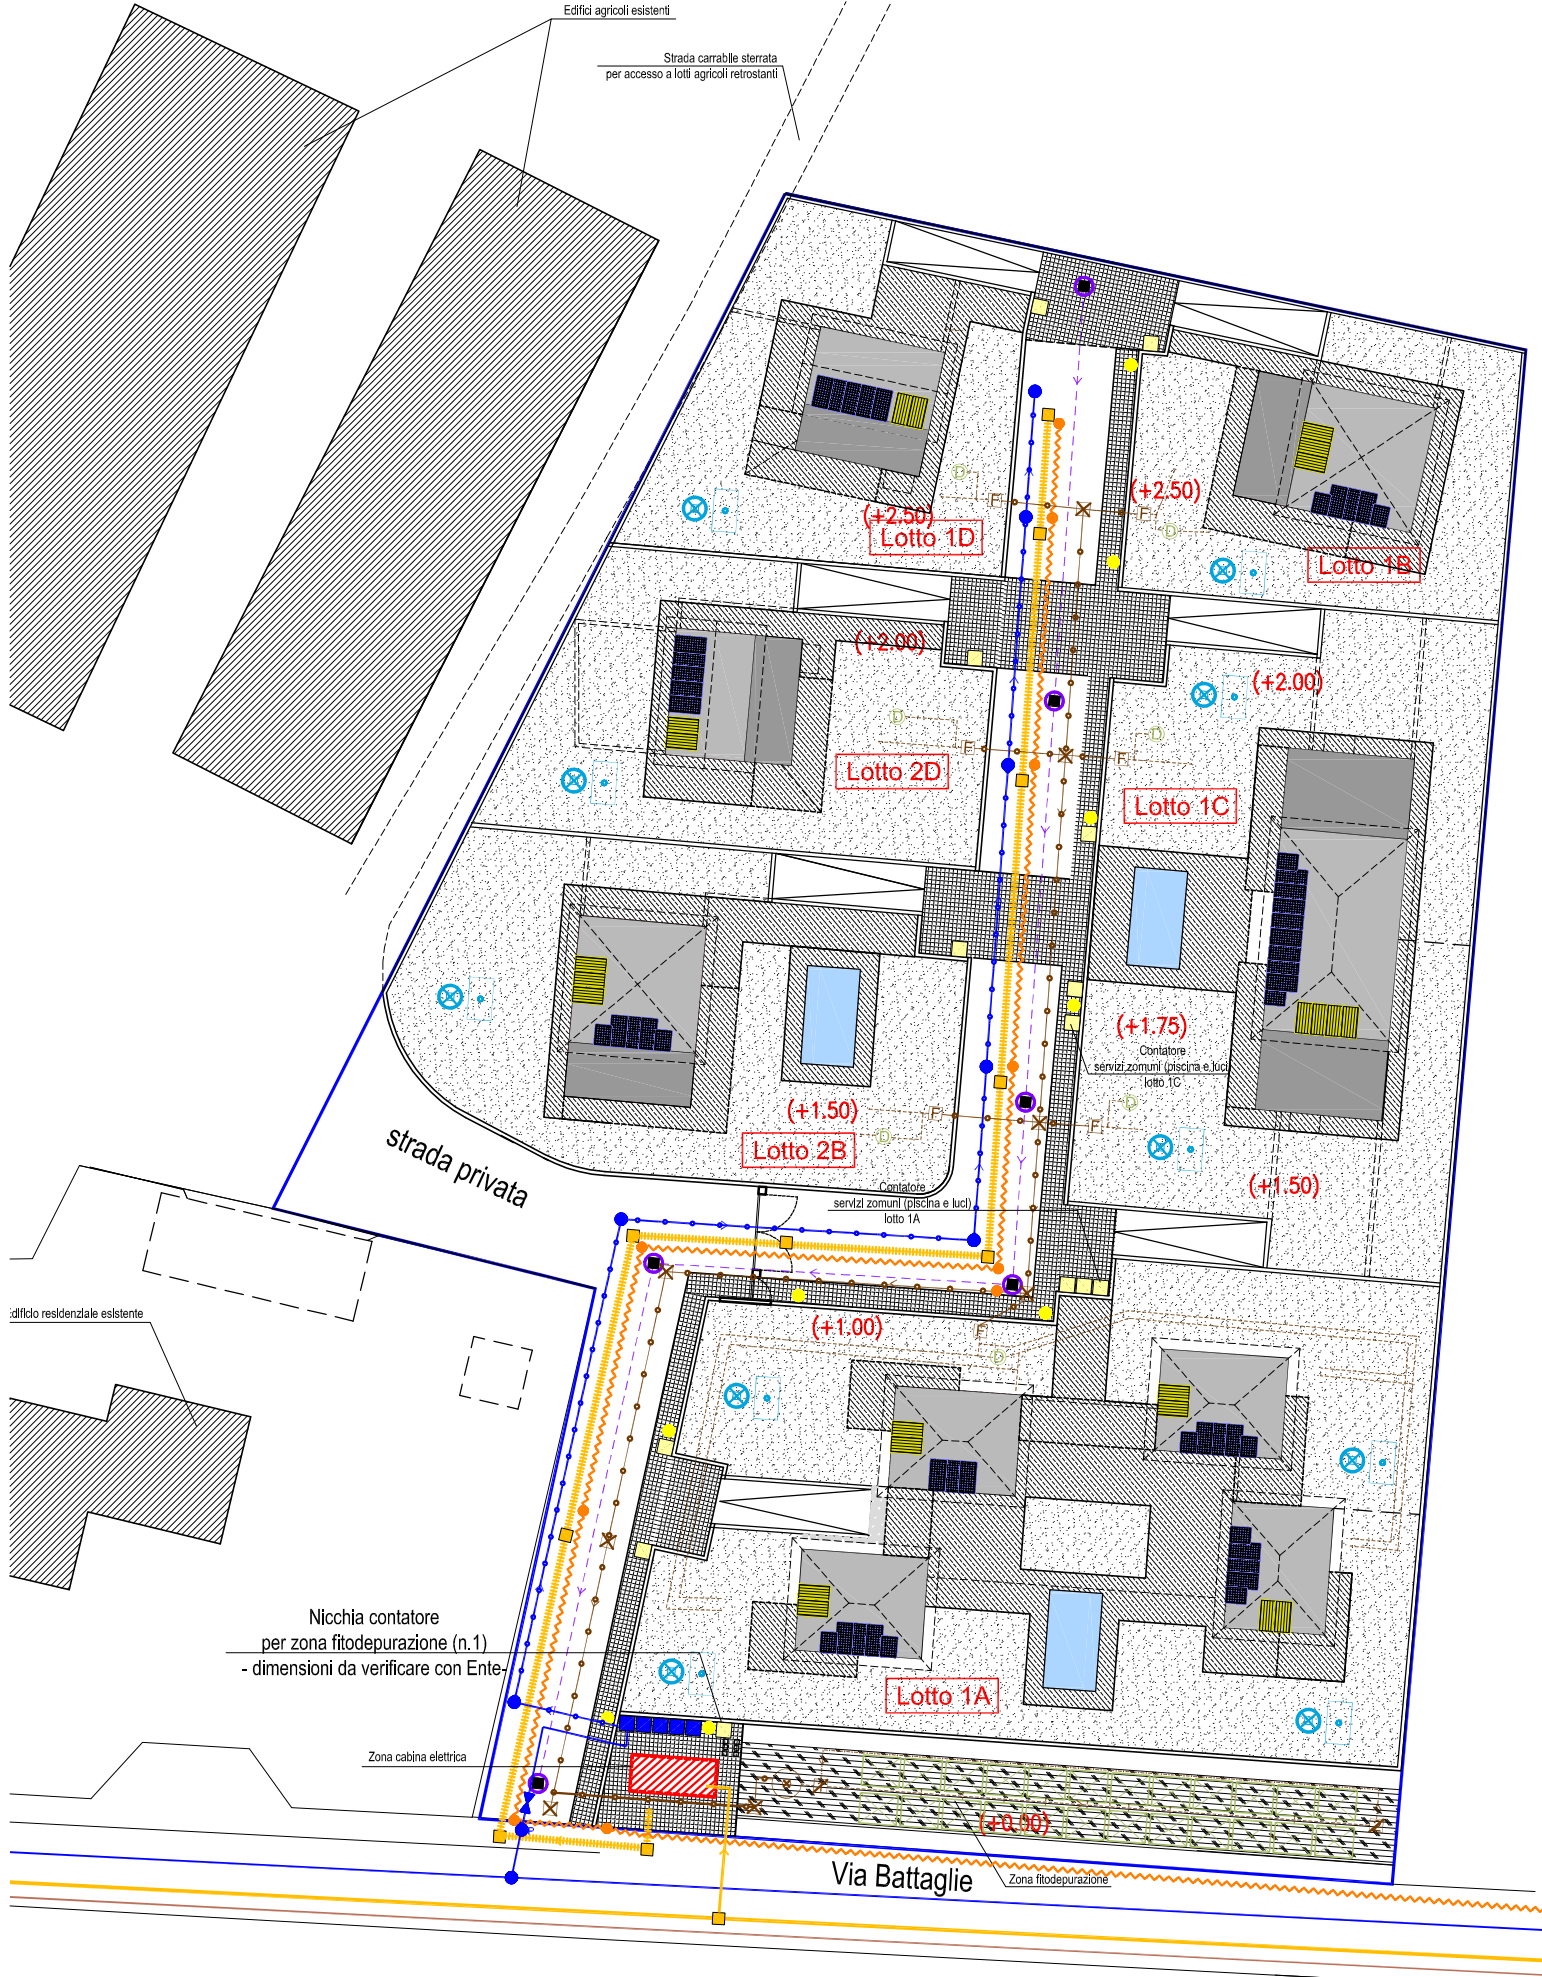 Edifici agricoli esistenti
Strada carrabile sterrata
per accesso a lotti agricoli retrostanti
(+2.50)
(+2.50)
D
F
F
D
Lotto 1D
Lotto 1B
(+2.00)
(+2.00)
D
F
F
D
Lotto 2D
Lotto 1C
(+1.75)
Contatore
servizi zomuni (piscina e luci
lotto 1C
(+1.50)
D
F
F
D
Lotto 2B
strada privata
Contatore
servizi zomuni (piscina e luci)
lotto 1A
(+1.50)
difficio residenziale esistente
(+1.00)
F
D
Nicchia contatore
per zona fitodepurazione (n.1)
- dimensioni da verificare con Ente-
Lotto 1A
Zona cabina elettrica
(+0.00)
Via Battaglie
Zona fitodepurazione